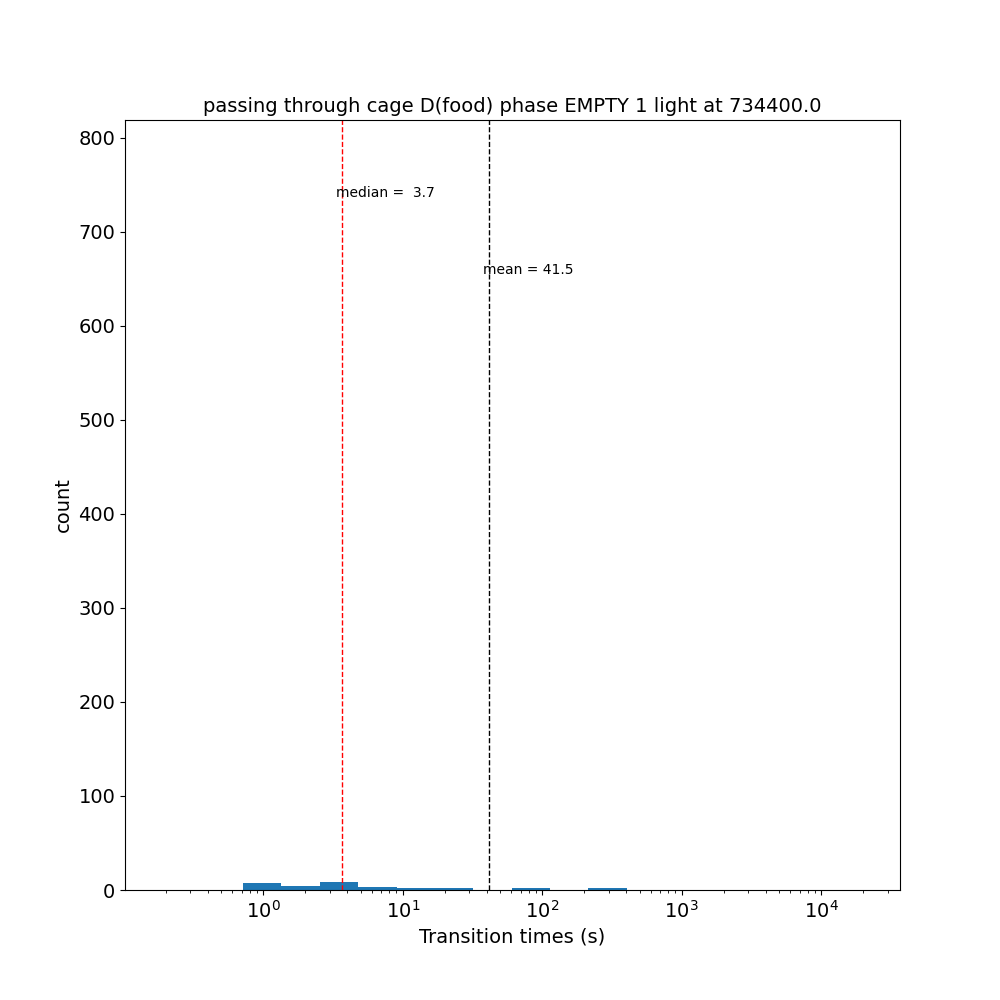 passing through cage D(food) phase EMPTY 1 light at 734400.0
800
median =  3.7
700
mean = 41.5
600
500
count
400
300
200
100
0
10^0 10^1 10^2 10^3 10^4
Transition times (s)